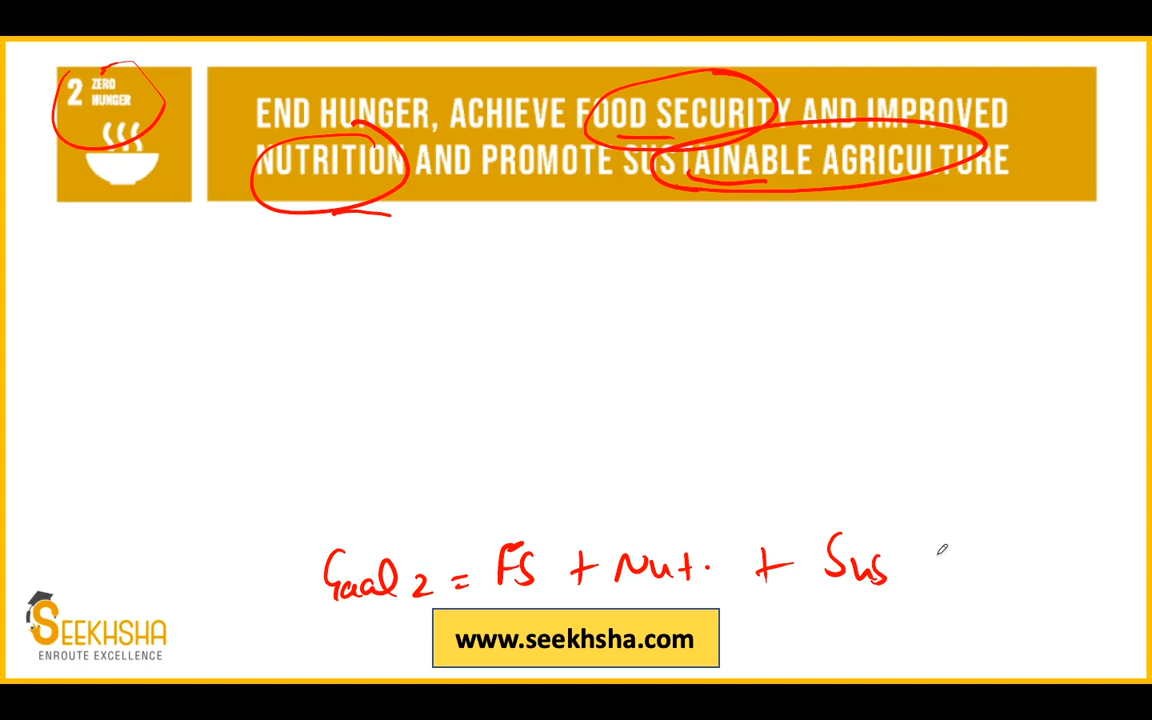 2 ZERO
HUNGER
END HUNGER, ACHIEVE FOOD SECURITY AND IMPROVED
NUTRITION AND PROMOTE SUSTAINABLE AGRICULTURE
Goal 2 = FS + Nut. + Sus
SEEKHSHA
ENROUTE EXCELLENCE
www.seekhsha.com